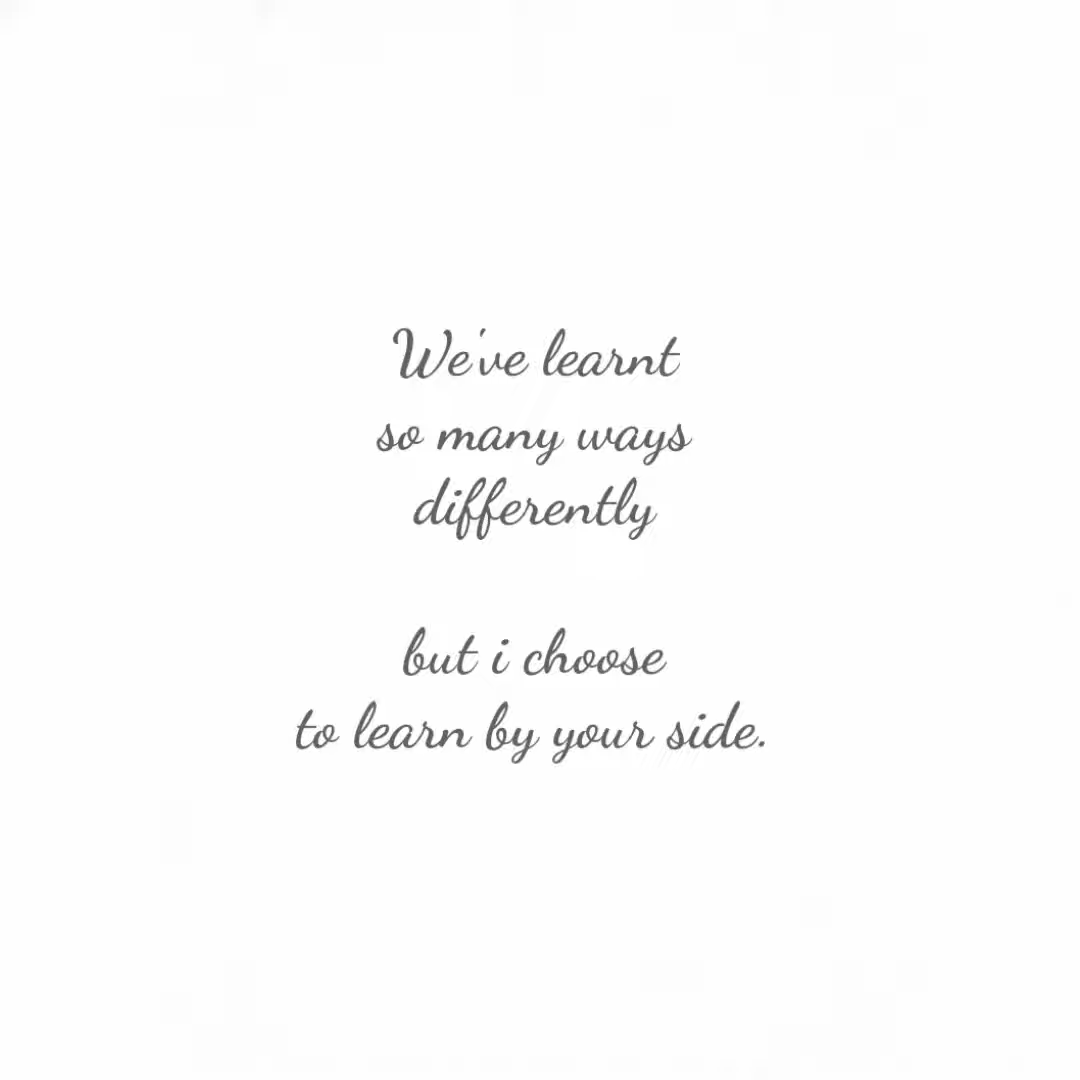 We've learnt
so many ways
differently
but i choose
to learn by your side.